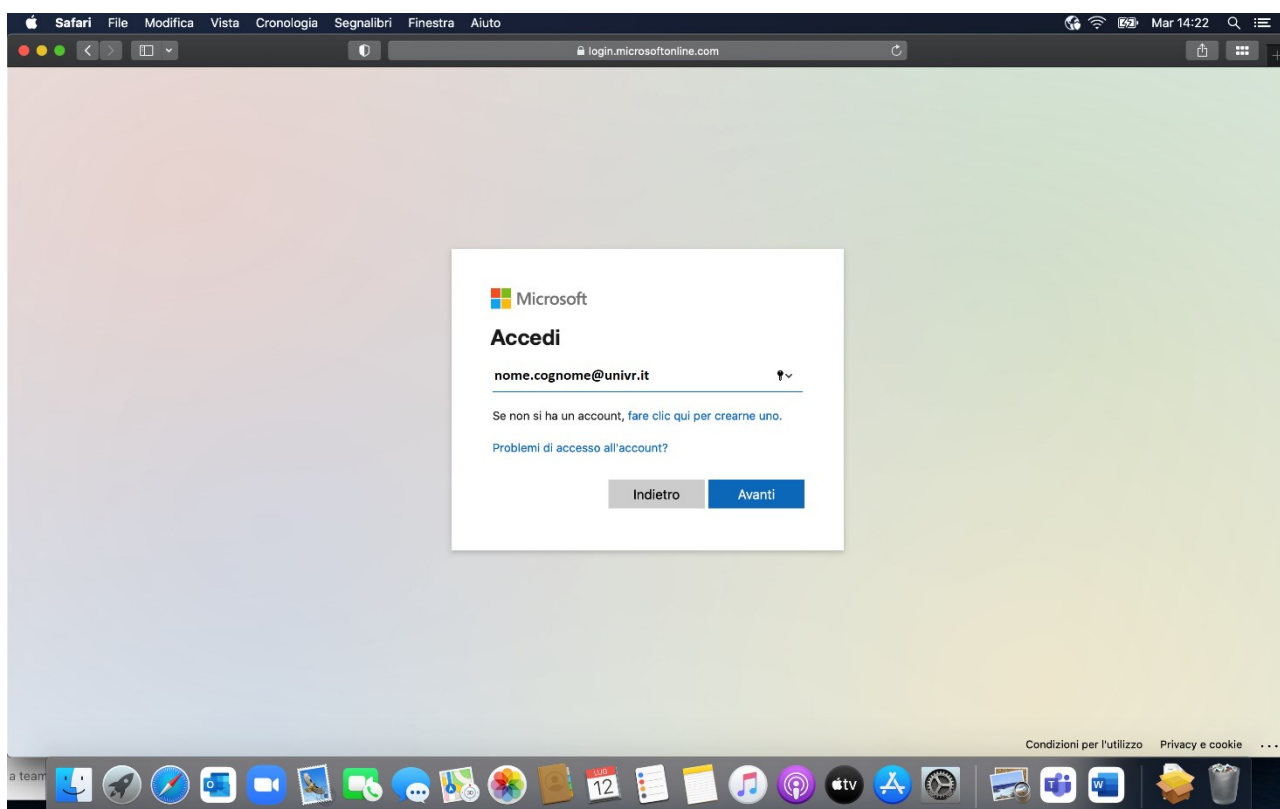 Safari File Modifica Vista Cronologia Segnalibri Finestra Aiuto Mar 14:22
login.microsoftonline.com
Microsoft
Accedi
nome.cognome@univr.it
Se non si ha un account, fare clic qui per crearne uno.
Problemi di accesso all'account?
Indietro Avanti
Condizioni per l'utilizzo Privacy e cookie ...
a team
LUG
12
tv
W